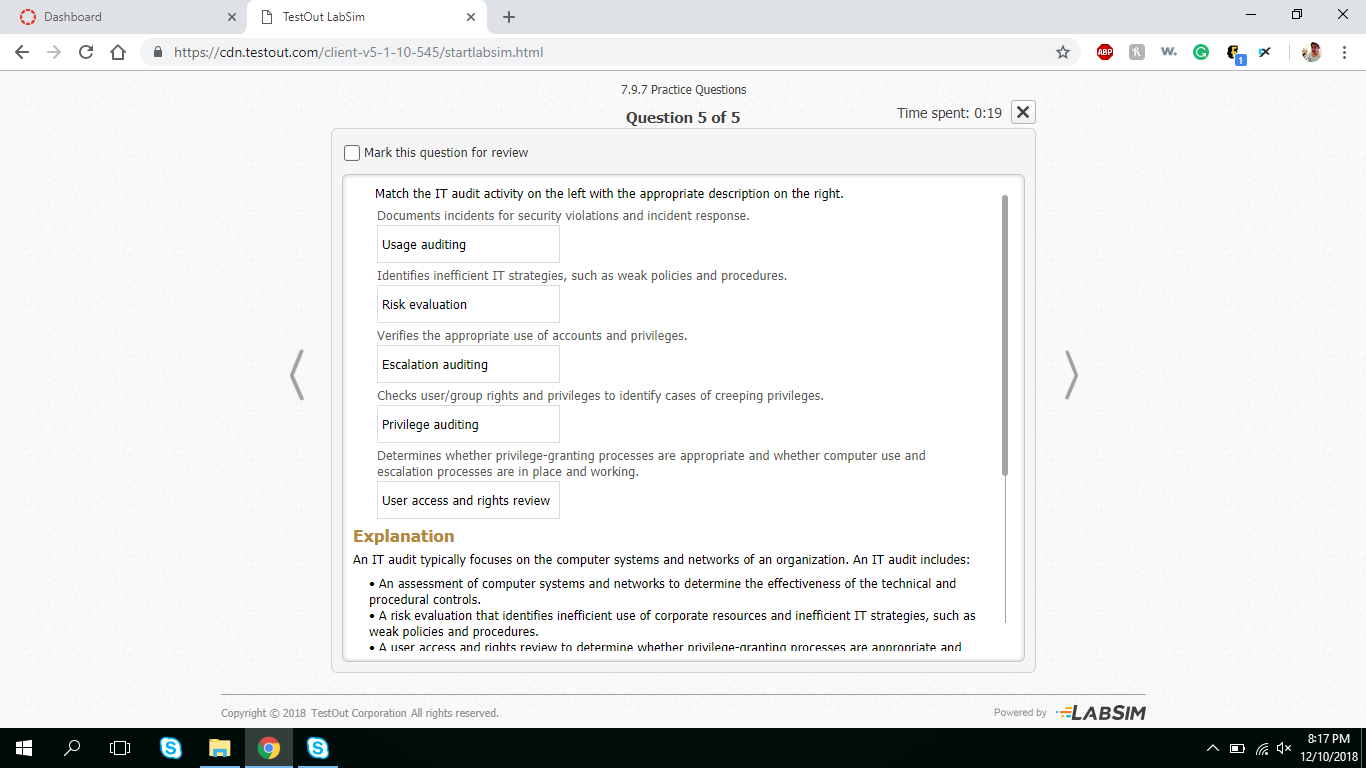 Dashboard
TestOut LabSim
https://cdn.testout.com/client-v5-1-10-545/startlabsim.html
ABP
w.
1
7.9.7 Practice Questions
Question 5 of 5
Time spent: 0:19
Mark this question for review
Match the IT audit activity on the left with the appropriate description on the right.
Documents incidents for security violations and incident response.
Usage auditing
Identifies inefficient IT strategies, such as weak policies and procedures.
Risk evaluation
Verifies the appropriate use of accounts and privileges.
Escalation auditing
Checks user/group rights and privileges to identify cases of creeping privileges.
Privilege auditing
Determines whether privilege-granting processes are appropriate and whether computer use and
escalation processes are in place and working.
User access and rights review
Explanation
An IT audit typically focuses on the computer systems and networks of an organization. An IT audit includes:
• An assessment of computer systems and networks to determine the effectiveness of the technical and
procedural controls.
• A risk evaluation that identifies inefficient use of corporate resources and inefficient IT strategies, such as
weak policies and procedures.
• A user access and rights review to determine whether privilege-granting processes are appropriate and
Copyright © 2018 TestOut Corporation All rights reserved.
Powered by LABSIM
8:17 PM
12/10/2018